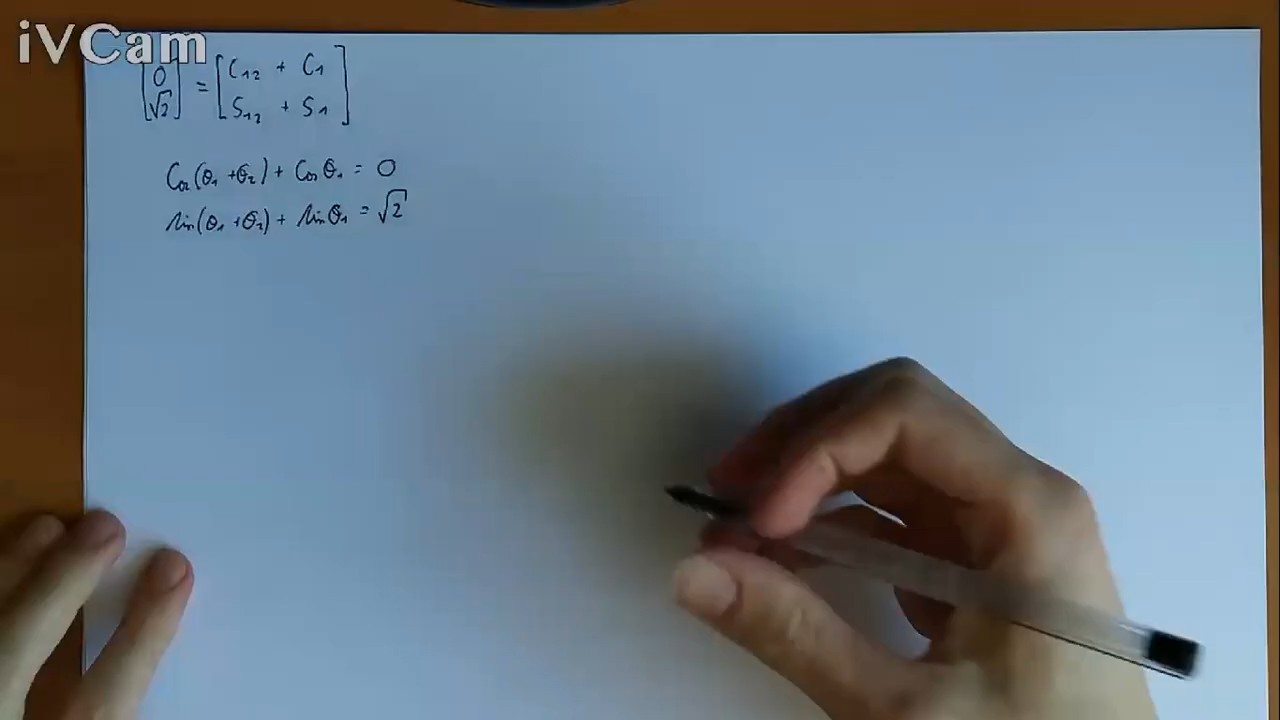 iVCam
[0 √2] = [C₁₂ + C₁
S₁₂ + S₁]
Cos(θ₁ + θ₂) + Cos θ₁ = 0
sin(θ₁ + θ₂) + sin θ₁ = √2